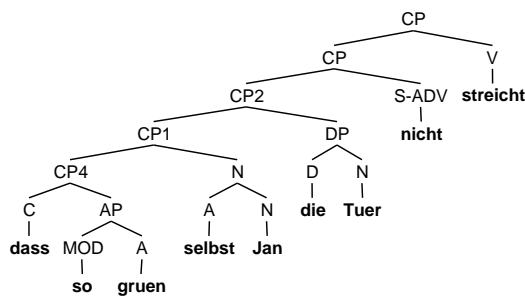 CP
CP V
CP2 S-ADV streicht
CP1 DP nicht
CP4 N D N
C AP A N die Tuer
dass MOD A selbst Jan
so gruen